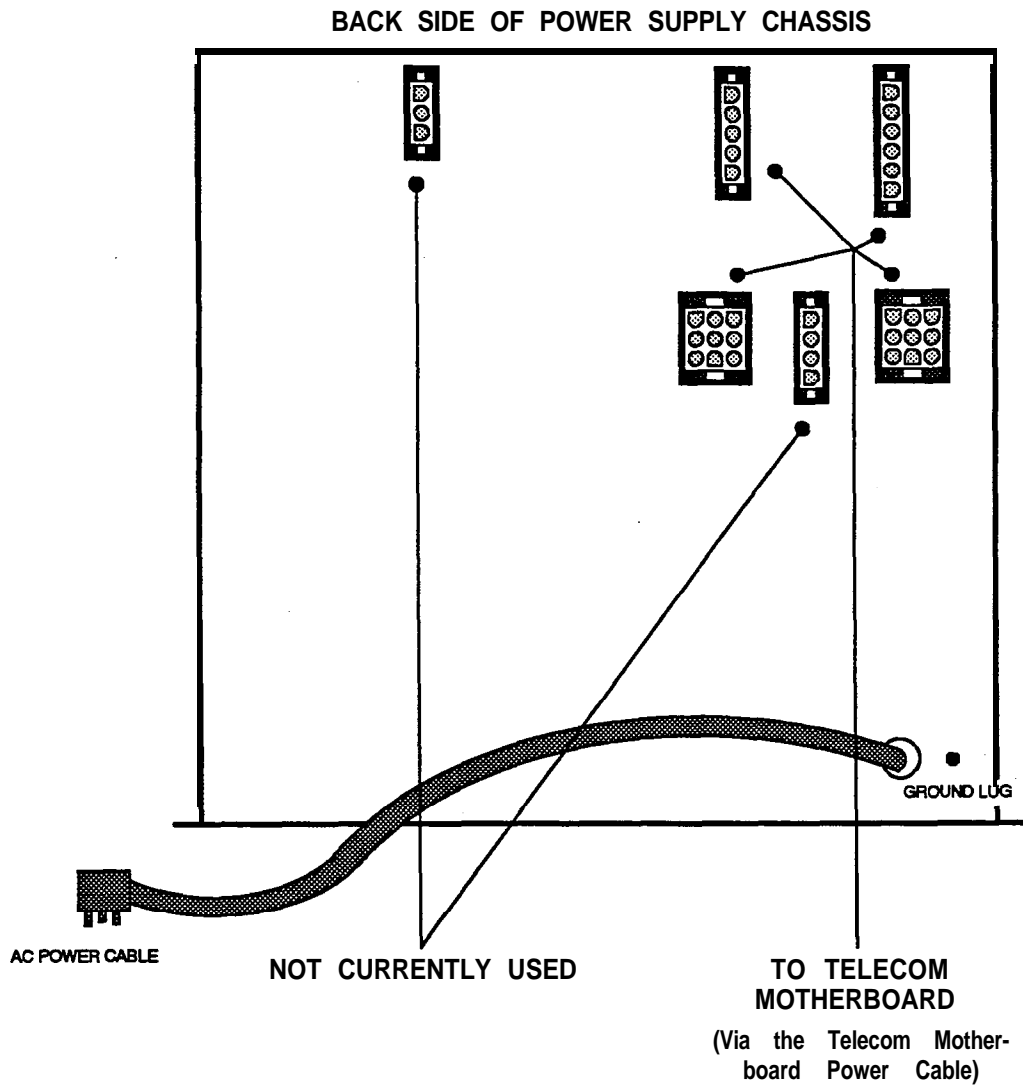 BACK SIDE OF POWER SUPPLY CHASSIS
GROUND LUG
AC POWER CABLE
NOT CURRENTLY USED
TO TELECOM
MOTHERBOARD
(Via the Telecom Mother-
board Power Cable)